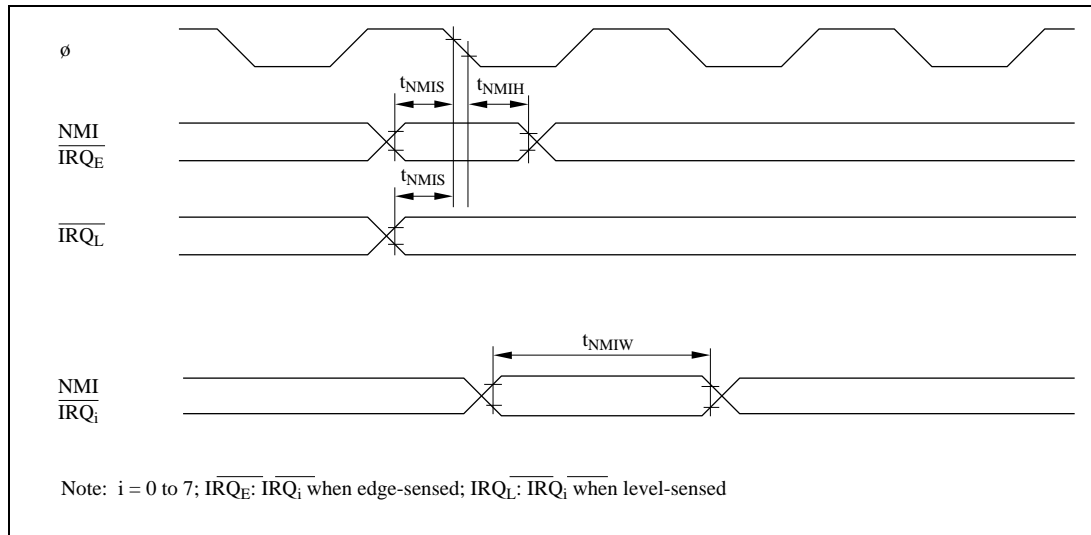 ø
tNMIS
tNMIH
NMI
IRQE
tNMIS
IRQL
tNMIW
NMI
IRQi
Note: i = 0 to 7; IRQE: IRQi when edge-sensed; IRQL: IRQi when level-sensed